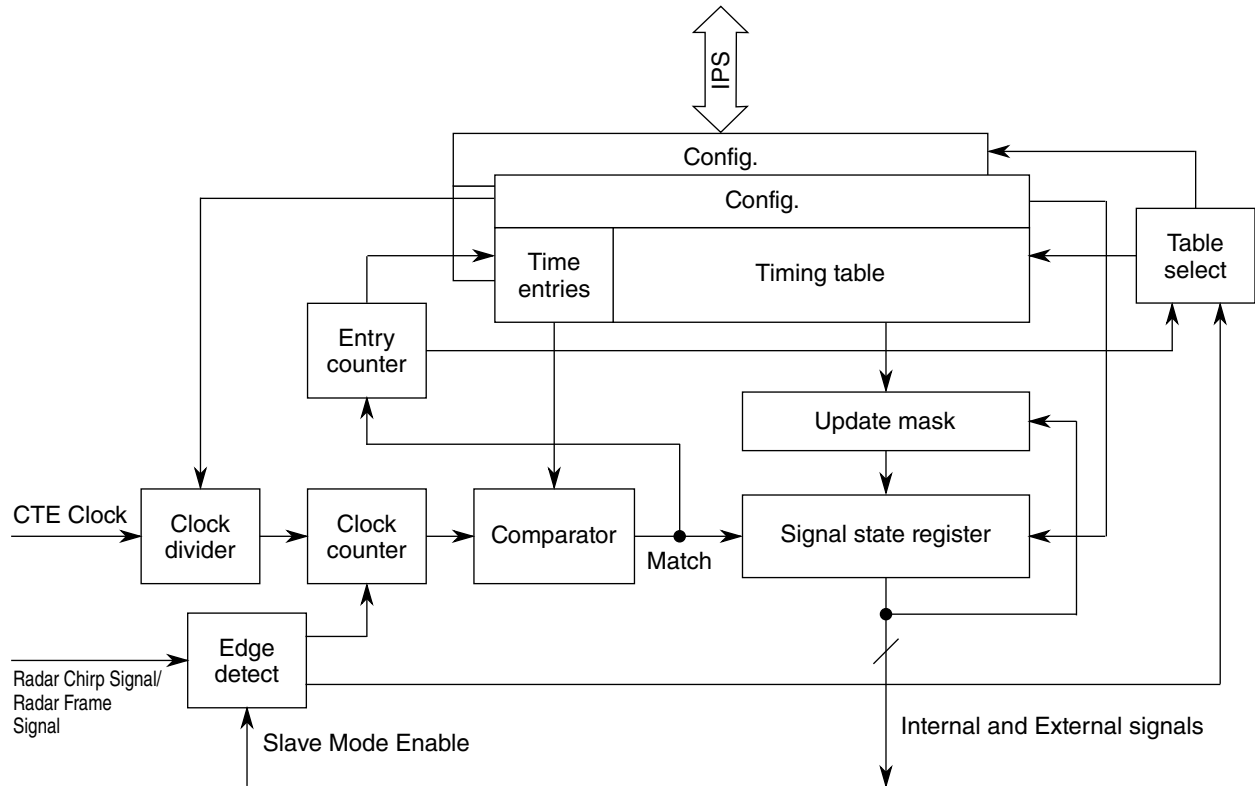 IPS
Config.
Config.
Time
entries
Timing table
Table
select
Entry
counter
Update mask
CTE Clock
Clock
divider
Clock
counter
Comparator
Match
Signal state register
Edge
detect
Radar Chirp Signal/
Radar Frame
Signal
Slave Mode Enable
Internal and External signals